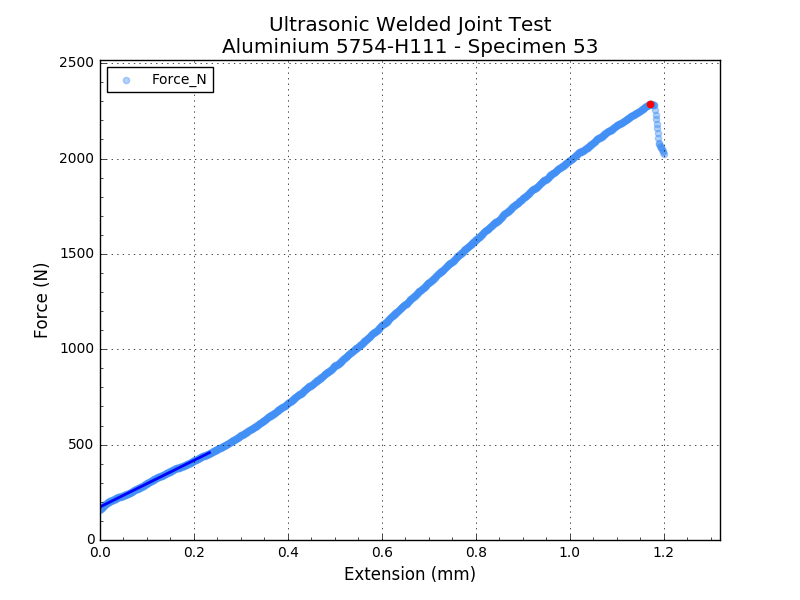 Ultrasonic Welded Joint Test
Aluminium 5754-H111 - Specimen 53
Force_N
2500
2000
1500
1000
500
0
Force (N)
0.0 0.2 0.4 0.6 0.8 1.0 1.2
Extension (mm)